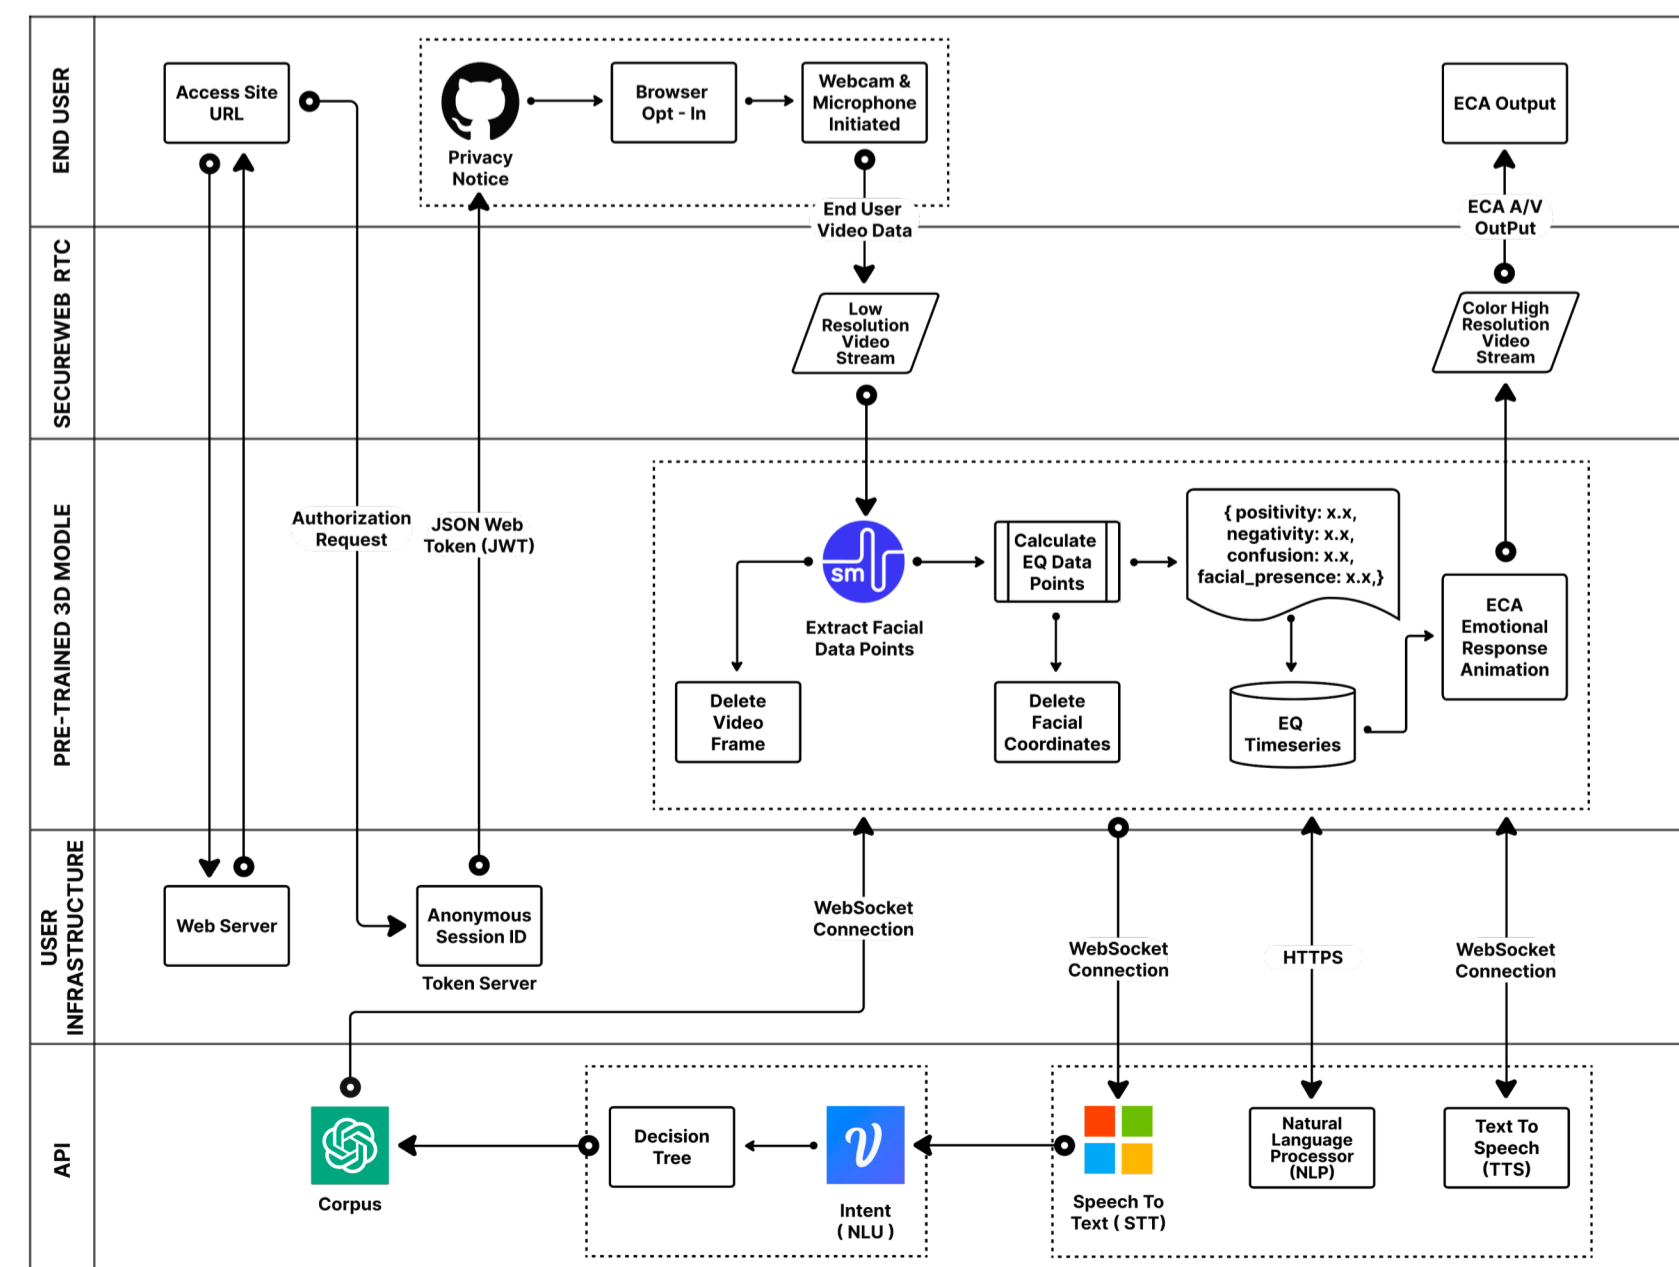 END USER
Access Site
URL
Privacy
Notice
Browser
Opt - In
Webcam &
Microphone
Initiated
ECA Output
End User
Video Data
ECA A/V
OutPut
SECUREWEB RTC
Low
Resolution
Video
Stream
Color High
Resolution
Video
Stream
PRE-TRAINED 3D MODLE
Authorization
Request
JSON Web
Token (JWT)
sm
Extract Facial
Data Points
Calculate
EQ Data
Points
{ positivity: x.x,
negativity: x.x,
confusion: x.x,
facial_presence: x.x,}
ECA
Emotional
Response
Animation
Delete
Video
Frame
Delete
Facial
Coordinates
EQ
Timeseries
USER
INFRASTRUCTURE
Web Server
Anonymous
Session ID
Token Server
WebSocket
Connection
WebSocket
Connection
HTTPS
WebSocket
Connection
API
Corpus
Decision
Tree
V
Intent
( NLU )
Speech To
Text ( STT)
Natural
Language
Processor
(NLP)
Text To
Speech
(TTS)